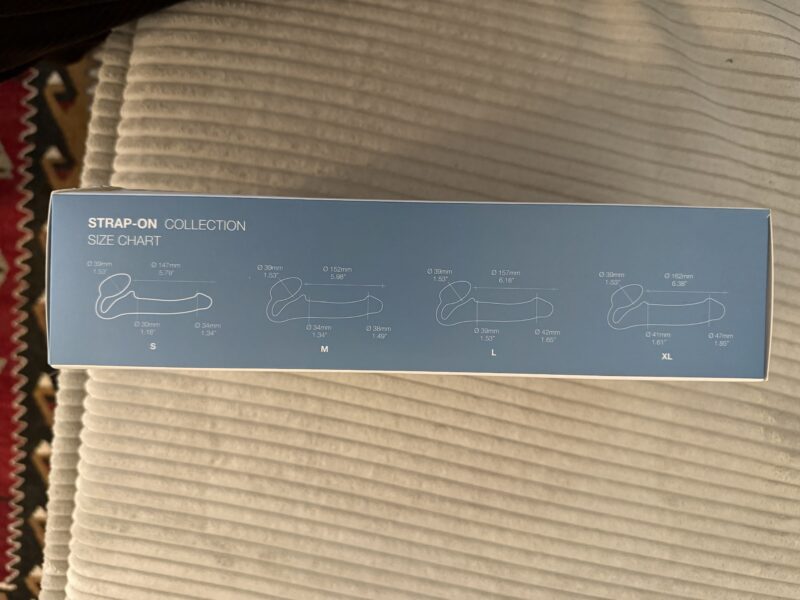 STRAP-ON COLLECTION
SIZE CHART
Ø 39mm
1.53"
Ø 147mm
5.79"
Ø 30mm
1.18"
Ø 34mm
1.34"
S
Ø 39mm
1.53"
Ø 152mm
5.98"
Ø 34mm
1.34"
Ø 38mm
1.49"
M
Ø 39mm
1.53"
Ø 157mm
6.18"
Ø 39mm
1.53"
Ø 42mm
1.65"
L
Ø 39mm
1.53"
Ø 162mm
6.38"
Ø 41mm
1.61"
Ø 47mm
1.85"
XL